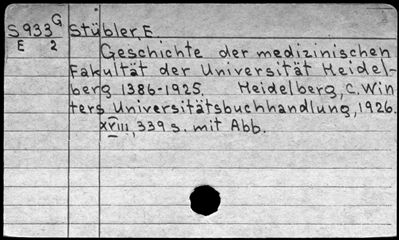 S933G Stübler, E.
E 2
Geschichte der medizinischen
Fakultät der Universität Heidel-
berg 1386-1925. Heidelberg, C. Win
ters Universitätsbuchhandlung, 1926.
XVIII, 339 s. mit Abb.